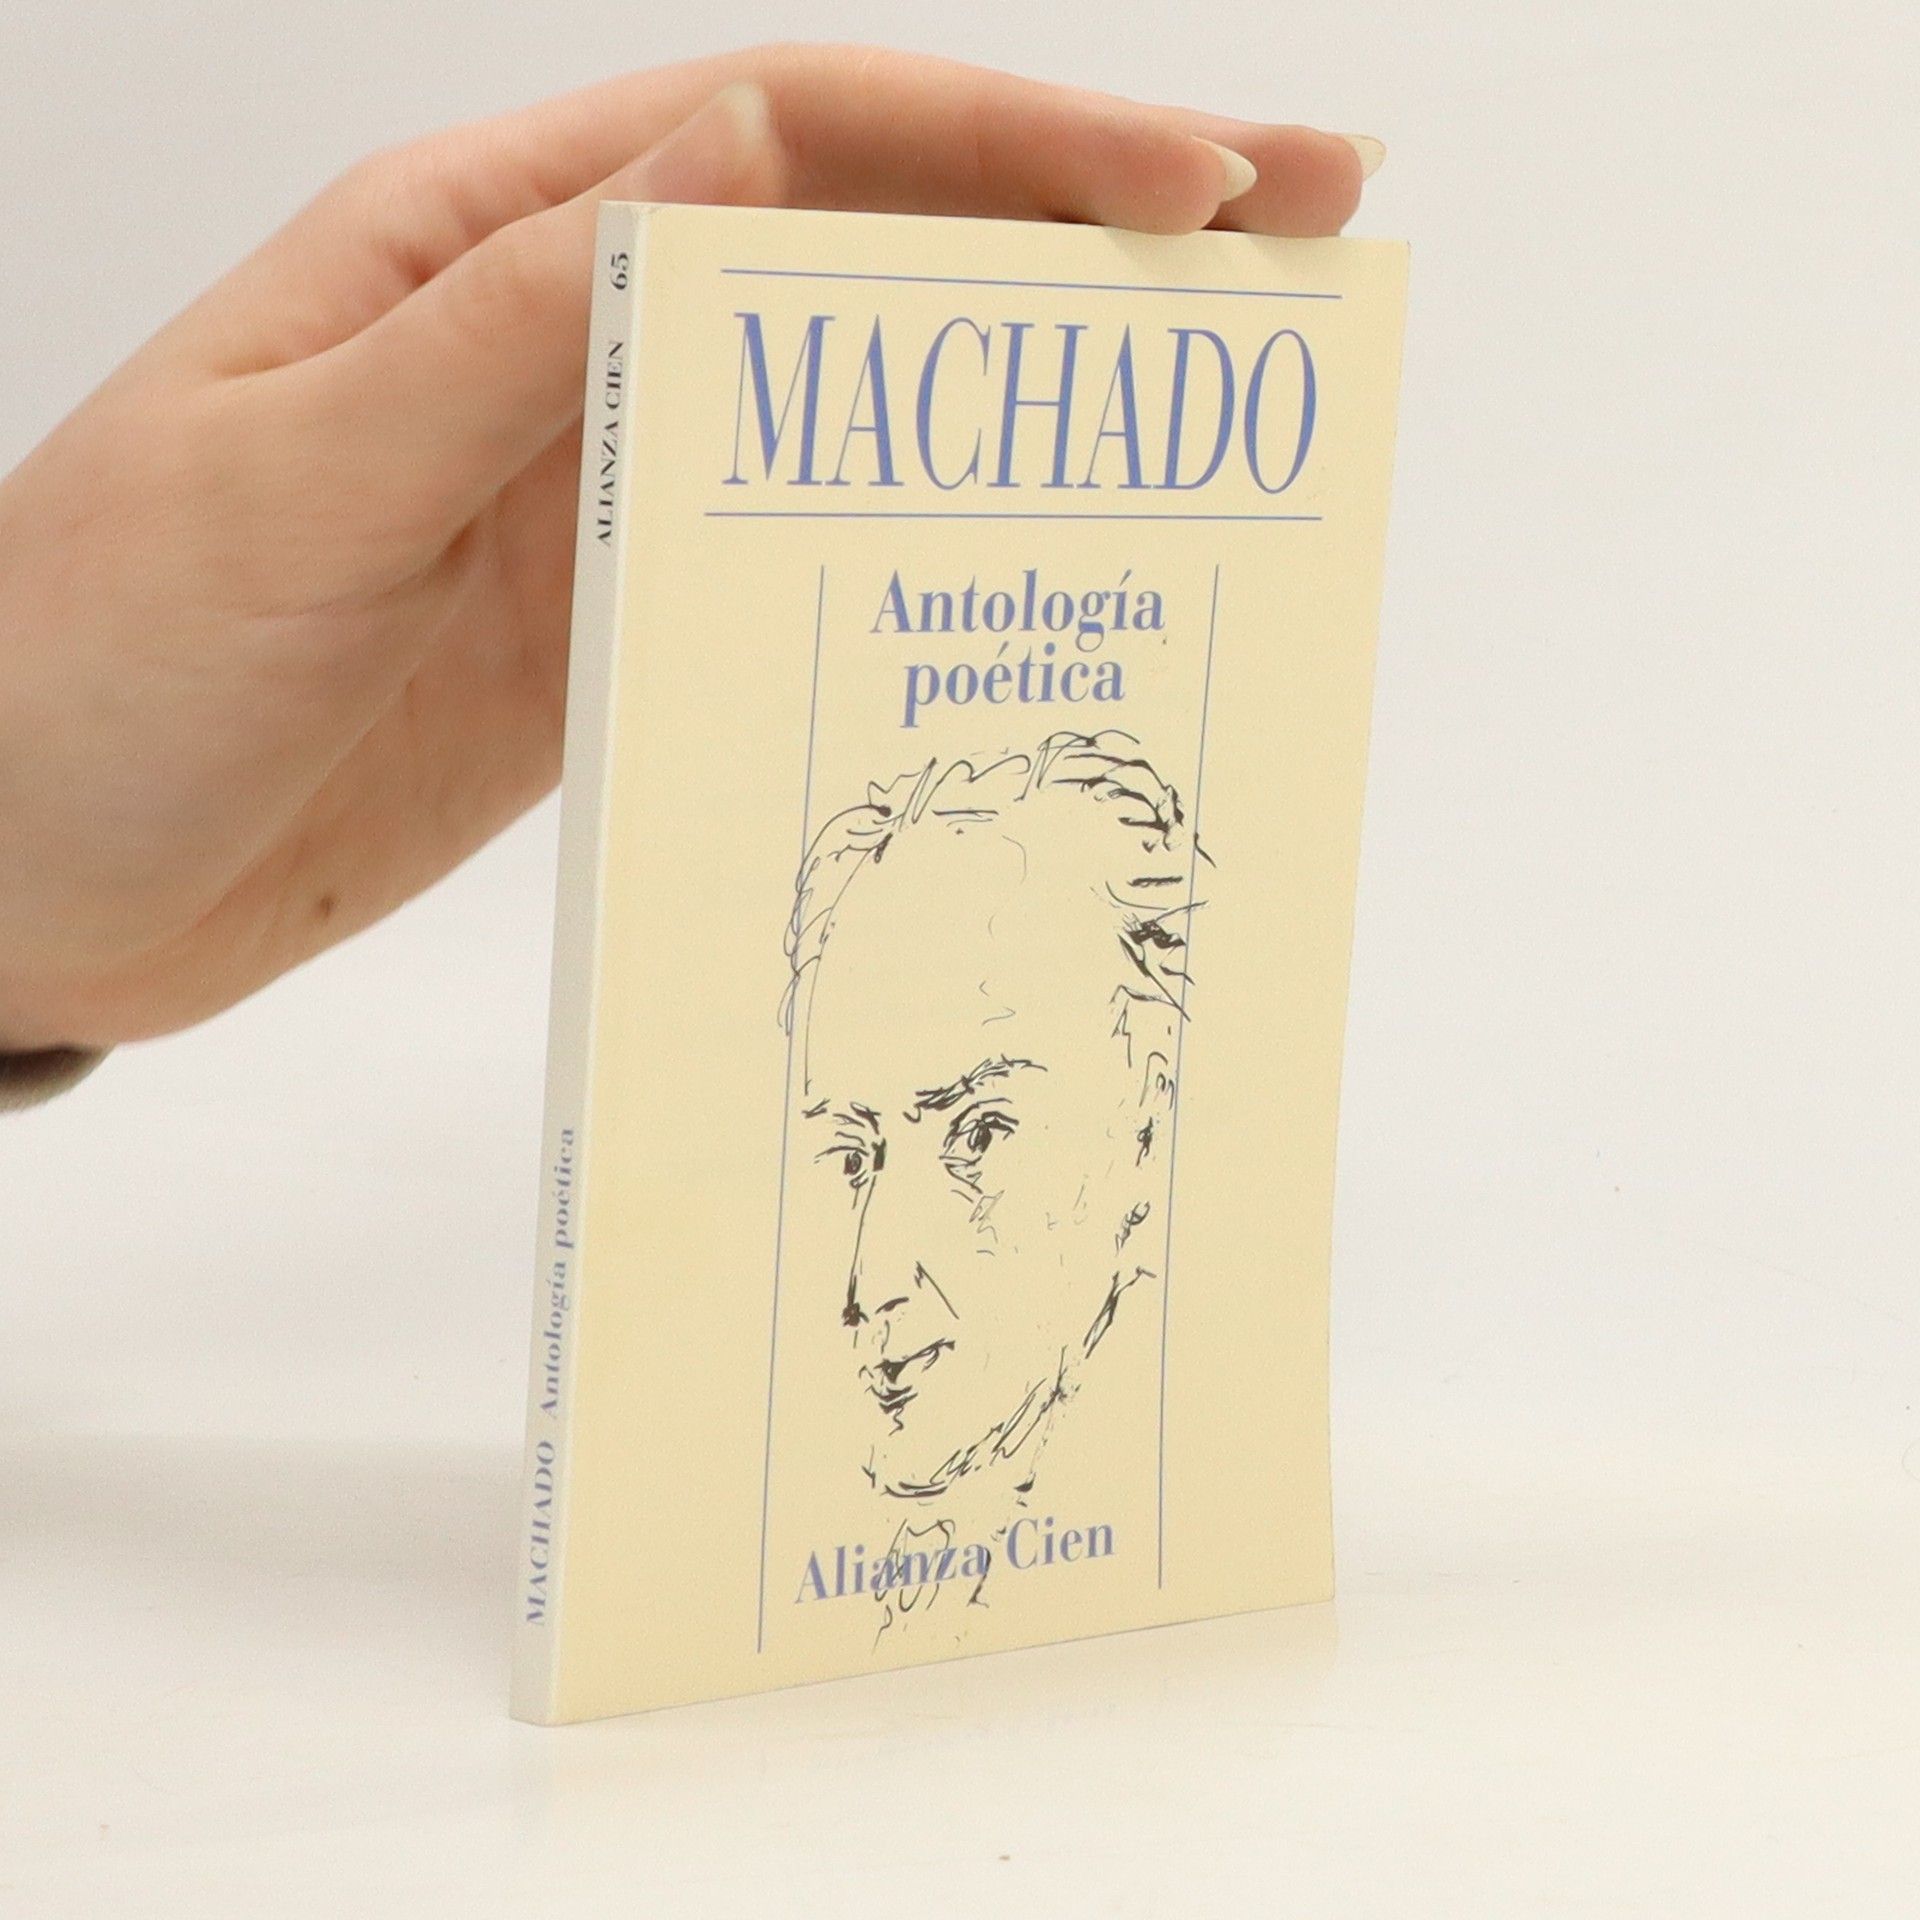 MACHADO
Antología
poética
Alianza Cien
MACHADO Antología poética ALIANZA CIEN 65